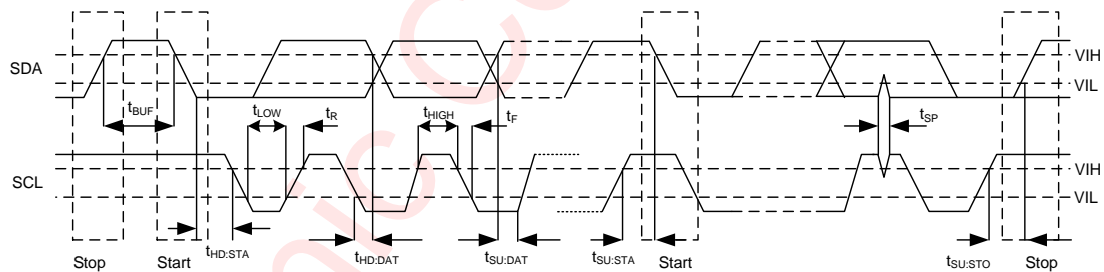 SDA
VIH
VIL
tBUF
tLOW
tR
tHIGH
tF
tSP
SCL
VIH
VIL
tHD:STA
tHD:DAT
tSU:DAT
tSU:STA
tSU:STO
Stop
Start
Start
Stop